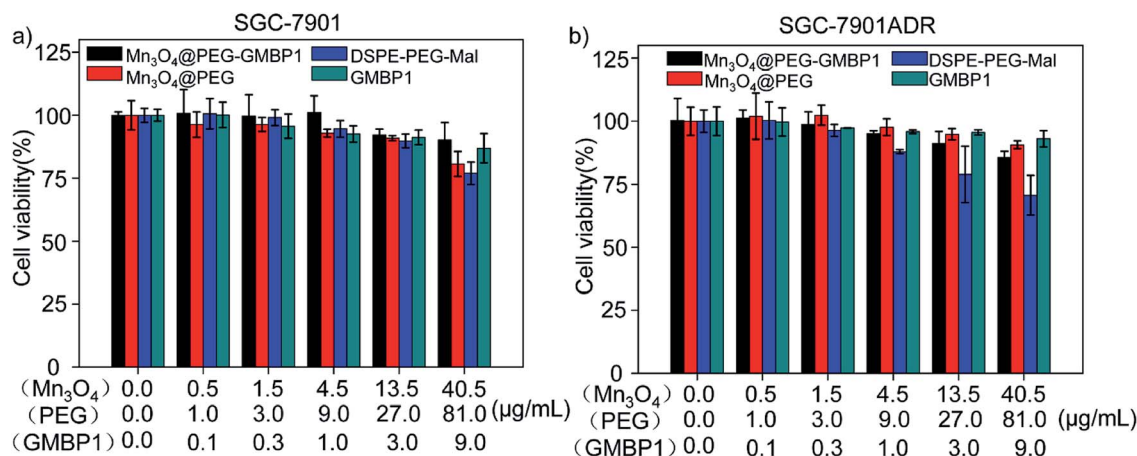 SGC-7901
a)
Cell viability(%)
125
100
75
50
25
0
Mn₃O₄@PEG-GMBP1
DSPE-PEG-Mal
Mn₃O₄@PEG
GMBP1
(Mn₃O₄) 0.0 0.5 1.5 4.5 13.5 40.5
(PEG) 0.0 1.0 3.0 9.0 27.0 81.0 (μg/mL)
(GMBP1) 0.0 0.1 0.3 1.0 3.0 9.0
SGC-7901ADR
b)
Cell viability(%)
125
100
75
50
25
0
Mn₃O₄@PEG-GMBP1
DSPE-PEG-Mal
Mn₃O₄@PEG
GMBP1
(Mn₃O₄) 0.0 0.5 1.5 4.5 13.5 40.5
(PEG) 0.0 1.0 3.0 9.0 27.0 81.0 (μg/mL)
(GMBP1) 0.0 0.1 0.3 1.0 3.0 9.0